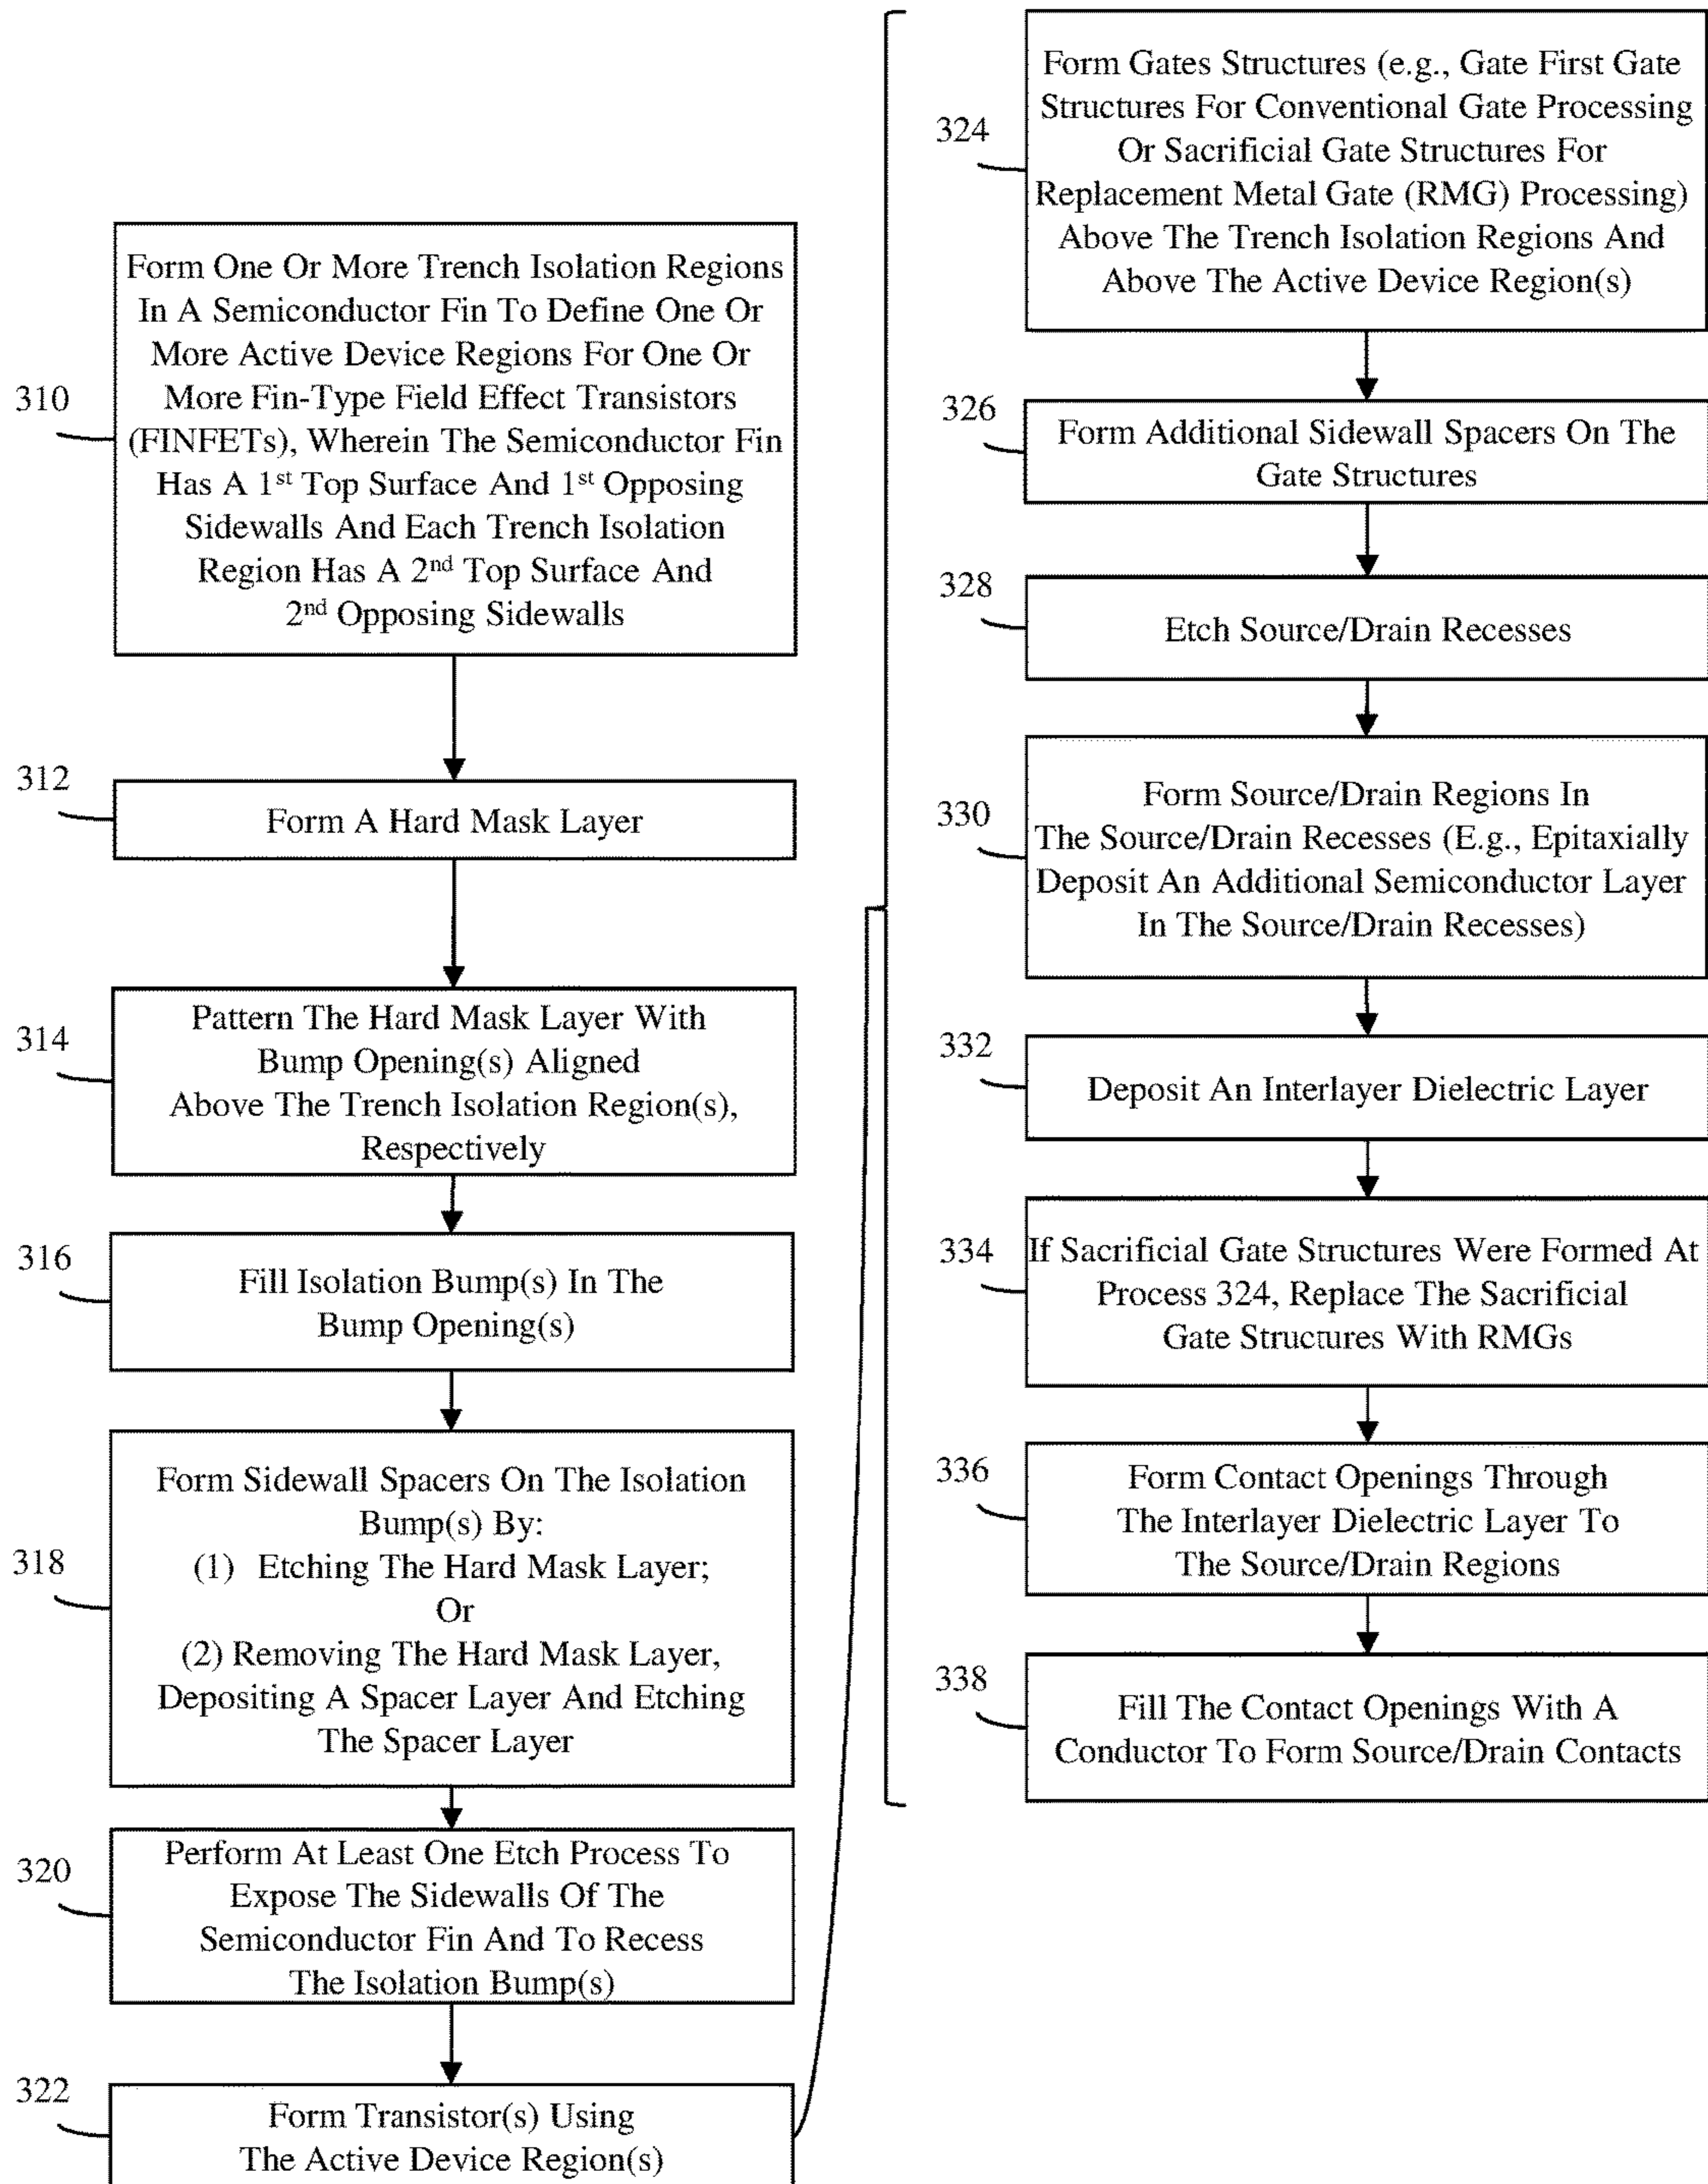 310
Form One Or More Trench Isolation Regions
In A Semiconductor Fin To Define One Or
More Active Device Regions For One Or
More Fin-Type Field Effect Transistors
(FINFETs), Wherein The Semiconductor Fin
Has A 1st Top Surface And 1st Opposing
Sidewalls And Each Trench Isolation
Region Has A 2nd Top Surface And
2nd Opposing Sidewalls
312
Form A Hard Mask Layer
314
Pattern The Hard Mask Layer With
Bump Opening(s) Aligned
Above The Trench Isolation Region(s),
Respectively
316
Fill Isolation Bump(s) In The
Bump Opening(s)
318
Form Sidewall Spacers On The Isolation
Bump(s) By:
(1) Etching The Hard Mask Layer;
Or
(2) Removing The Hard Mask Layer,
Depositing A Spacer Layer And Etching
The Spacer Layer
320
Perform At Least One Etch Process To
Expose The Sidewalls Of The
Semiconductor Fin And To Recess
The Isolation Bump(s)
322
Form Transistor(s) Using
The Active Device Region(s)
324
Form Gates Structures (e.g., Gate First Gate
Structures For Conventional Gate Processing
Or Sacrificial Gate Structures For
Replacement Metal Gate (RMG) Processing)
Above The Trench Isolation Regions And
Above The Active Device Region(s)
326
Form Additional Sidewall Spacers On The
Gate Structures
328
Etch Source/Drain Recesses
330
Form Source/Drain Regions In
The Source/Drain Recesses (E.g., Epitaxially
Deposit An Additional Semiconductor Layer
In The Source/Drain Recesses)
332
Deposit An Interlayer Dielectric Layer
334
If Sacrificial Gate Structures Were Formed At
Process 324, Replace The Sacrificial
Gate Structures With RMGs
336
Form Contact Openings Through
The Interlayer Dielectric Layer To
The Source/Drain Regions
338
Fill The Contact Openings With A
Conductor To Form Source/Drain Contacts